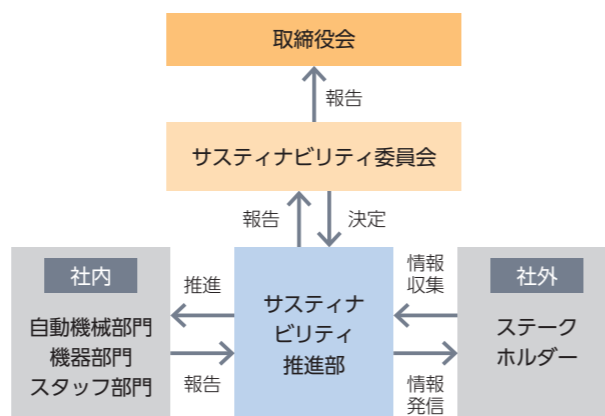 取締役会
報告
サスティナビリティ委員会
報告
決定
社内
自動機械部門
機器部門
スタッフ部門
推進
報告
サスティナ
ビリティ
推進部
情報
収集
情報
発信
社外
ステーク
ホルダー